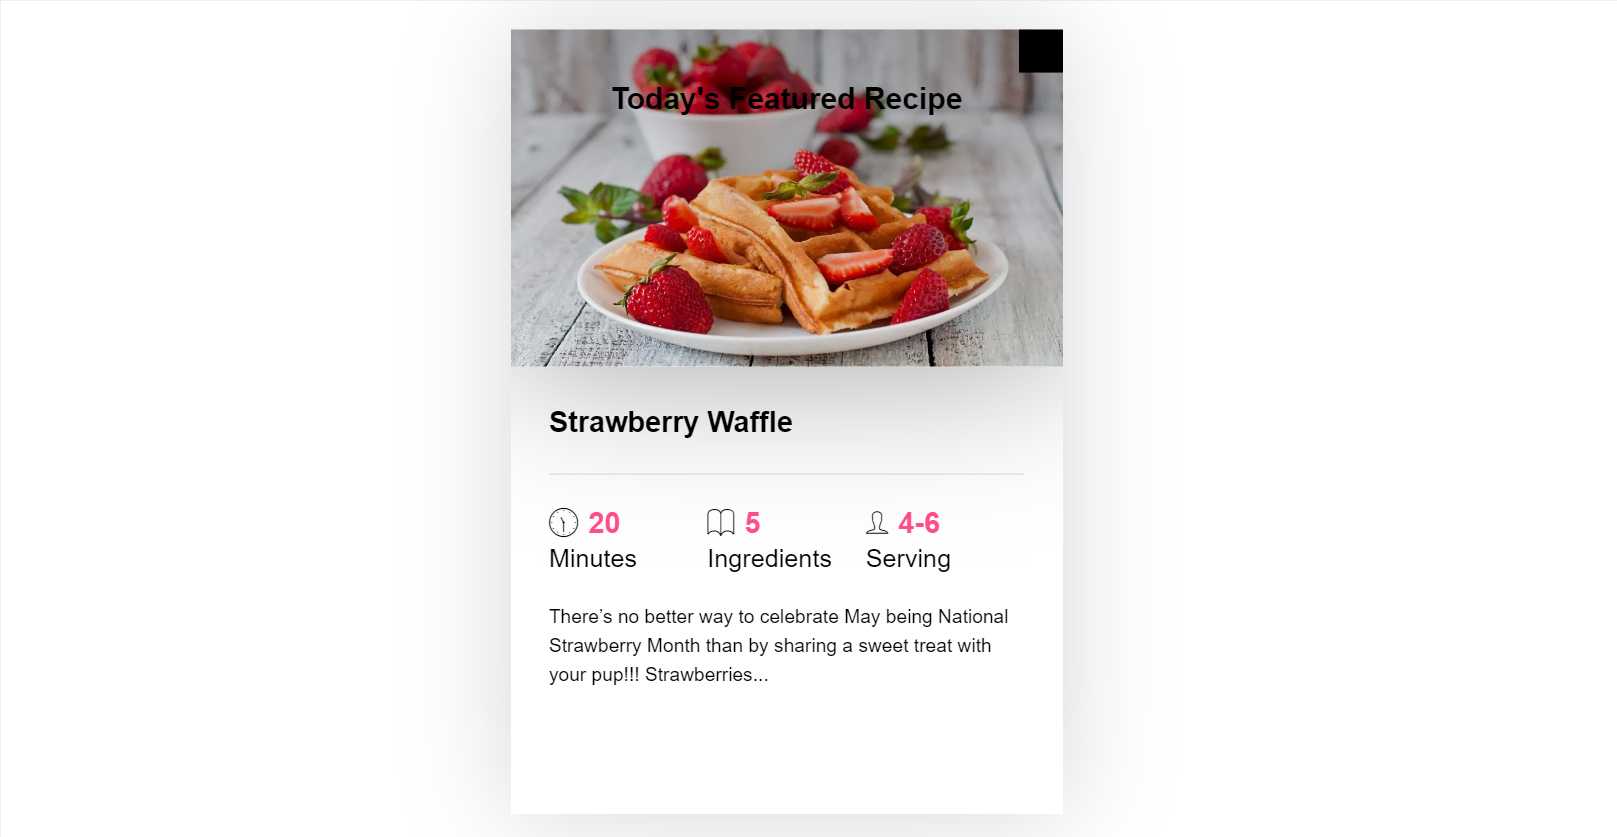 Today's Featured Recipe
Strawberry Waffle
20 5 4-6
Minutes Ingredients Serving
There’s no better way to celebrate May being National
Strawberry Month than by sharing a sweet treat with
your pup!!! Strawberries...